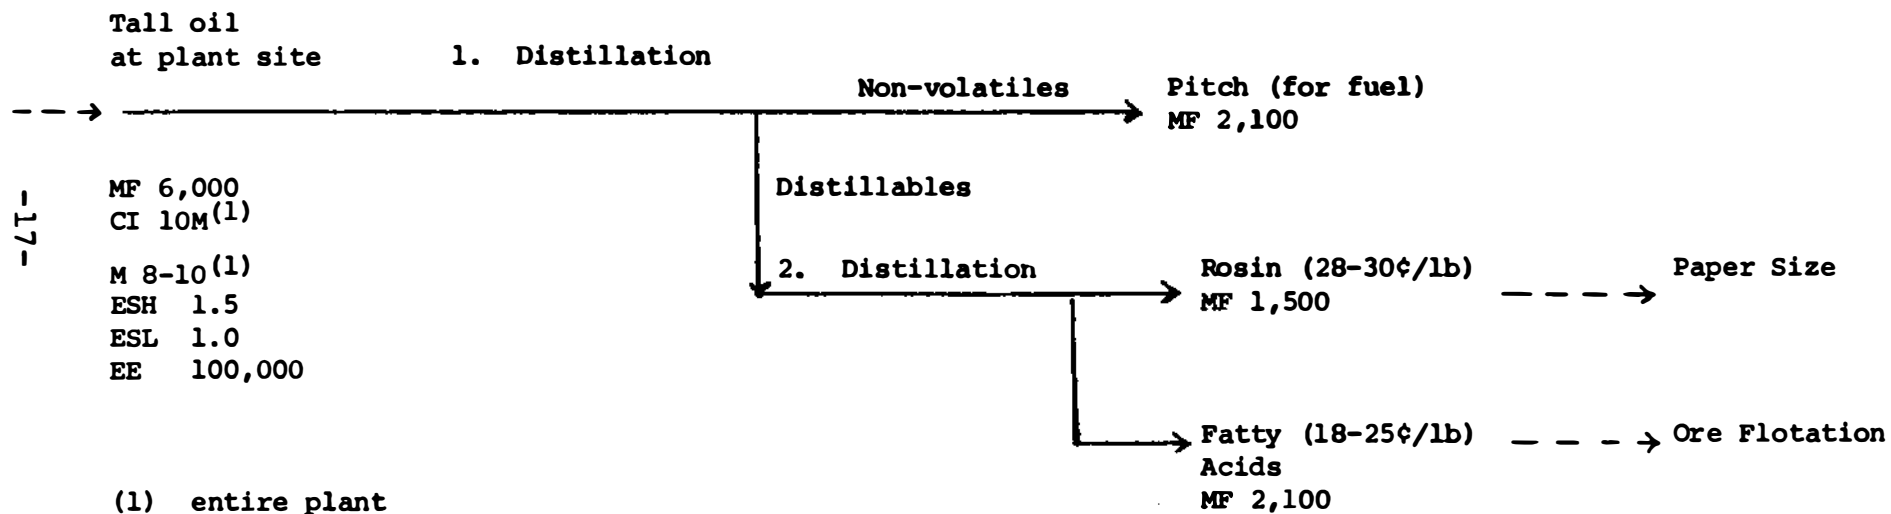 Tall oil
at plant site
1. Distillation
Non-volatiles
Pitch (for fuel)
MF 2,100
MF 6,000
CI 10M(1)
M 8-10(1)
ESH 1.5
ESL 1.0
EE 100,000
Distillables
2. Distillation
Rosin (28-30¢/lb)
MF 1,500
Paper Size
Fatty (18-25¢/lb)
Acids
MF 2,100
Ore Flotation
(1) entire plant
-17-